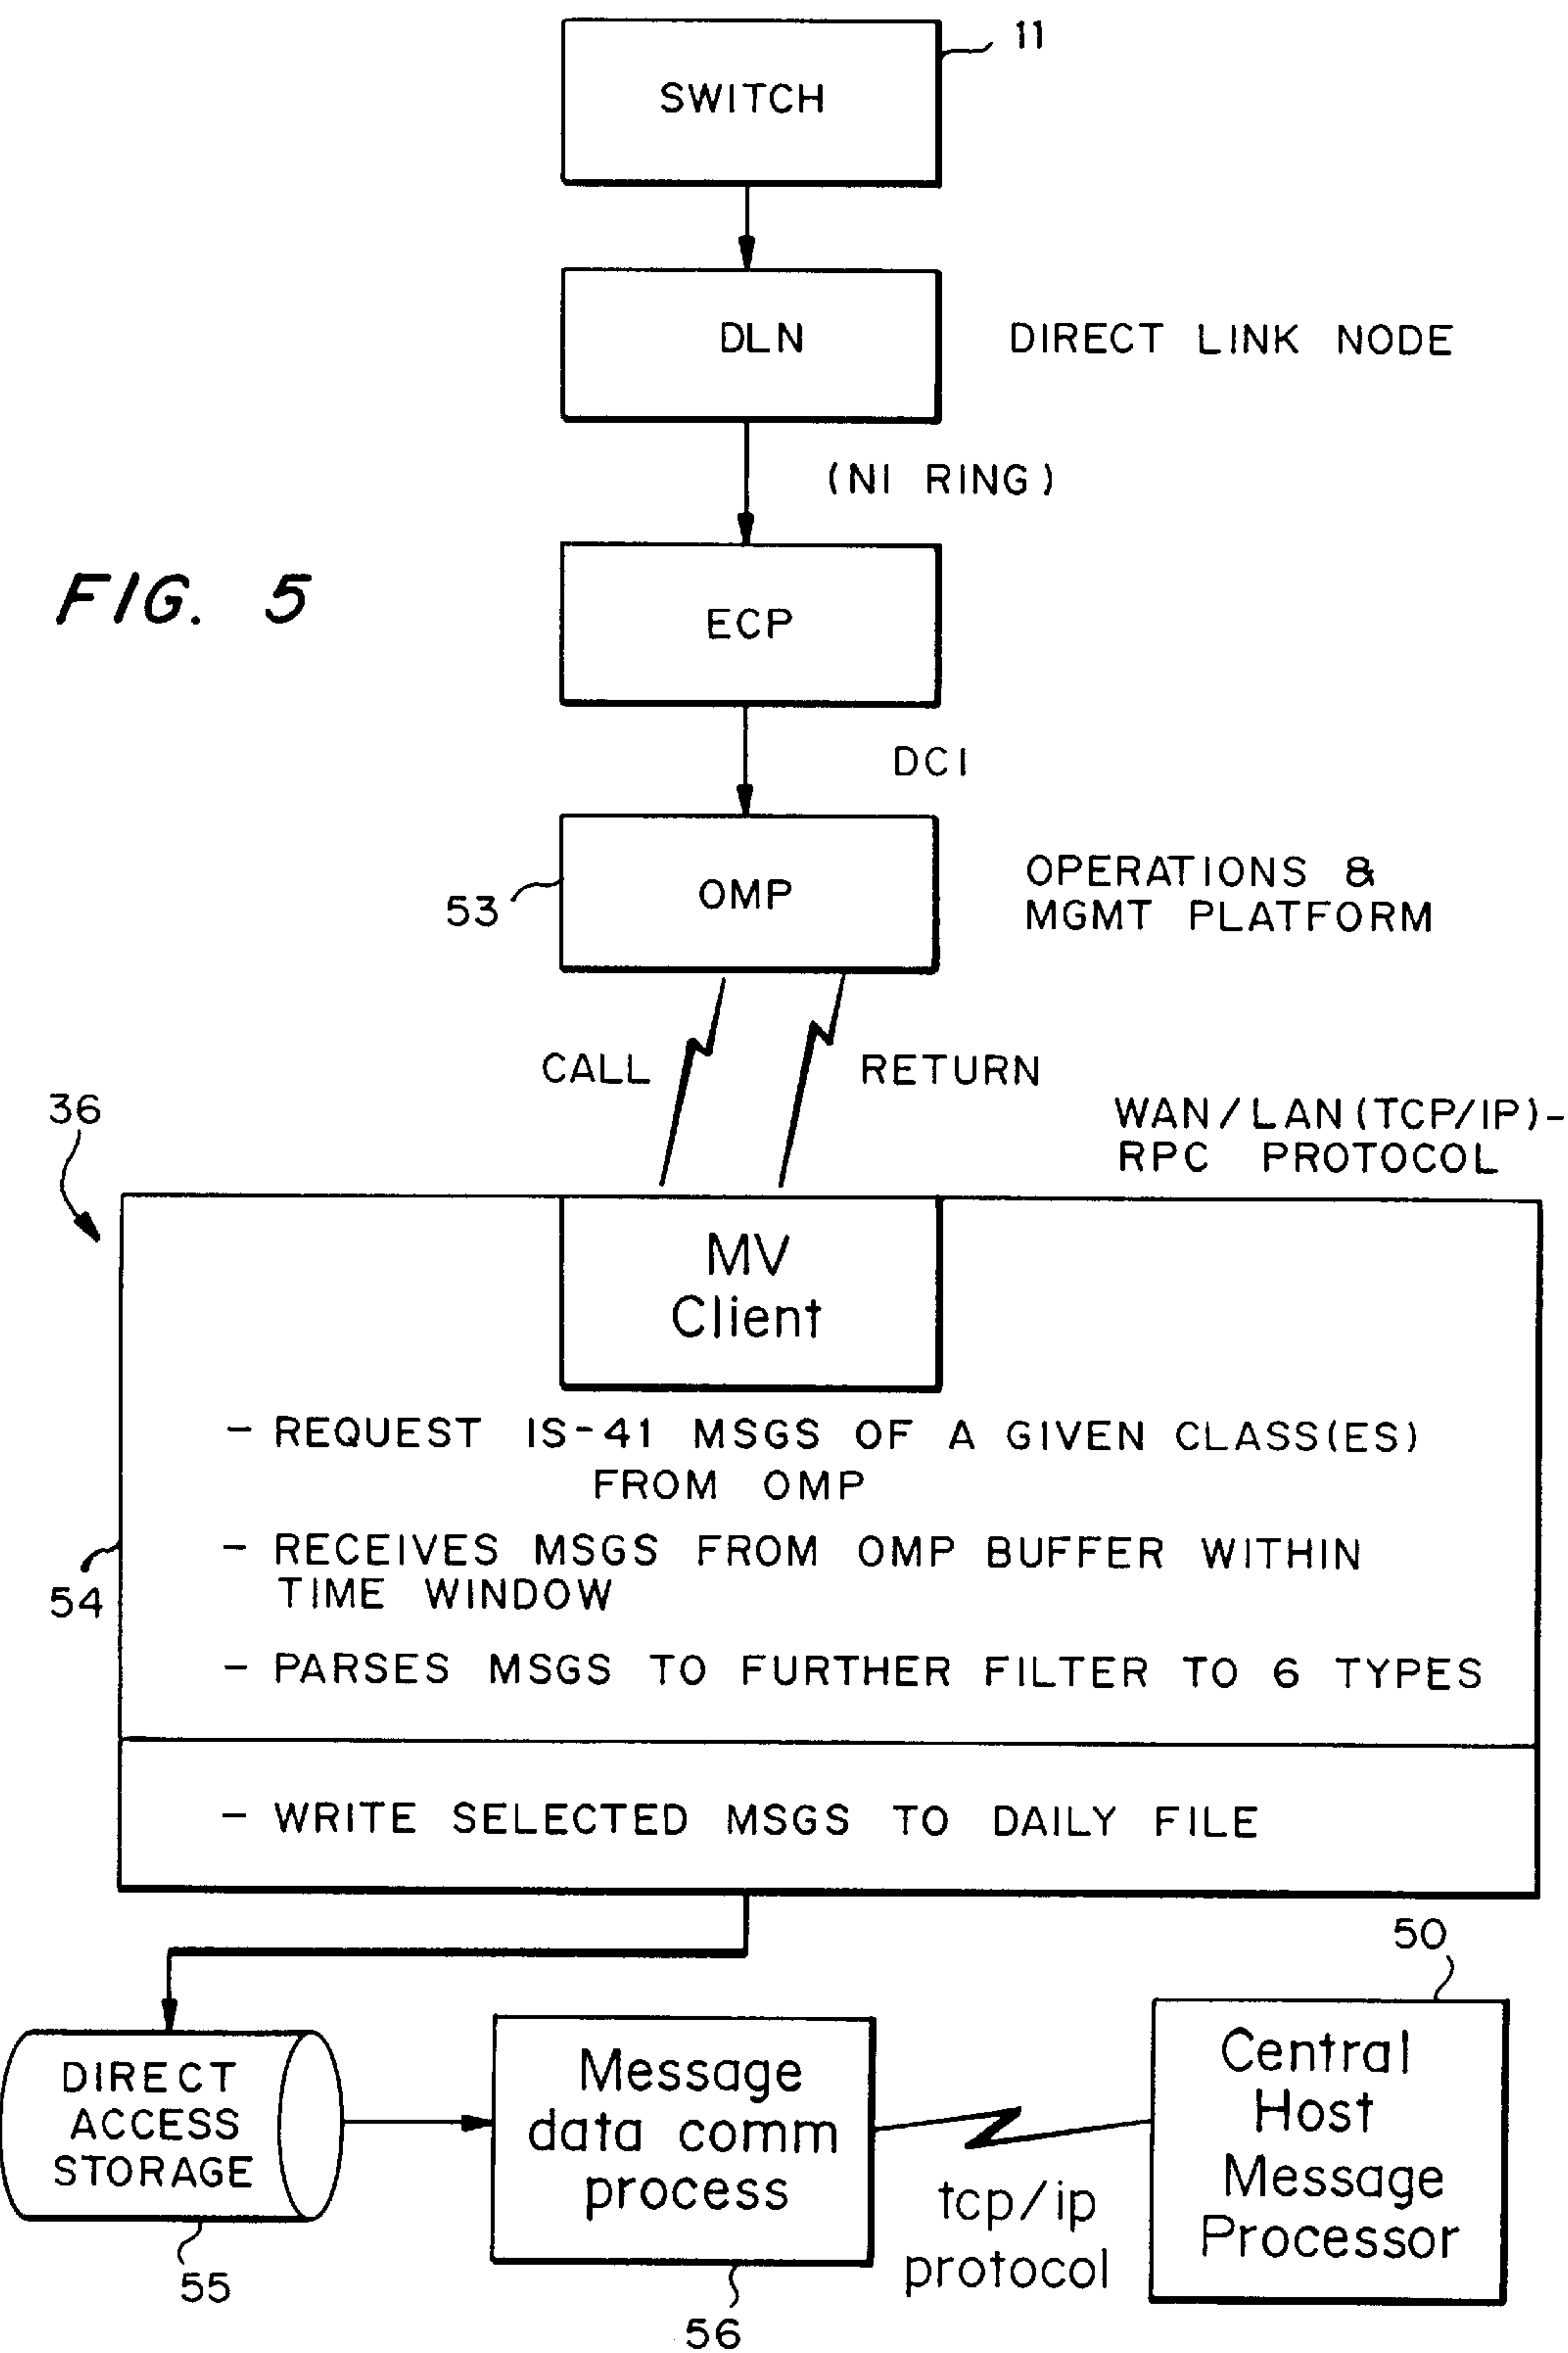 11
SWITCH
DLN
DIRECT LINK NODE
(NI RING)
ECP
FIG. 5
DCI
OMP
53
OPERATIONS &
MGMT PLATFORM
CALL
RETURN
36
WAN/LAN(TCP/IP)-
RPC PROTOCOL
MV
Client
- REQUEST IS-41 MSGS OF A GIVEN CLASS(ES)
FROM OMP
- RECEIVES MSGS FROM OMP BUFFER WITHIN
TIME WINDOW
54
- PARSES MSGS TO FURTHER FILTER TO 6 TYPES
- WRITE SELECTED MSGS TO DAILY FILE
50
DIRECT
ACCESS
STORAGE
55
Message
data comm
process
56
tcp/ip
protocol
Central
Host
Message
Processor